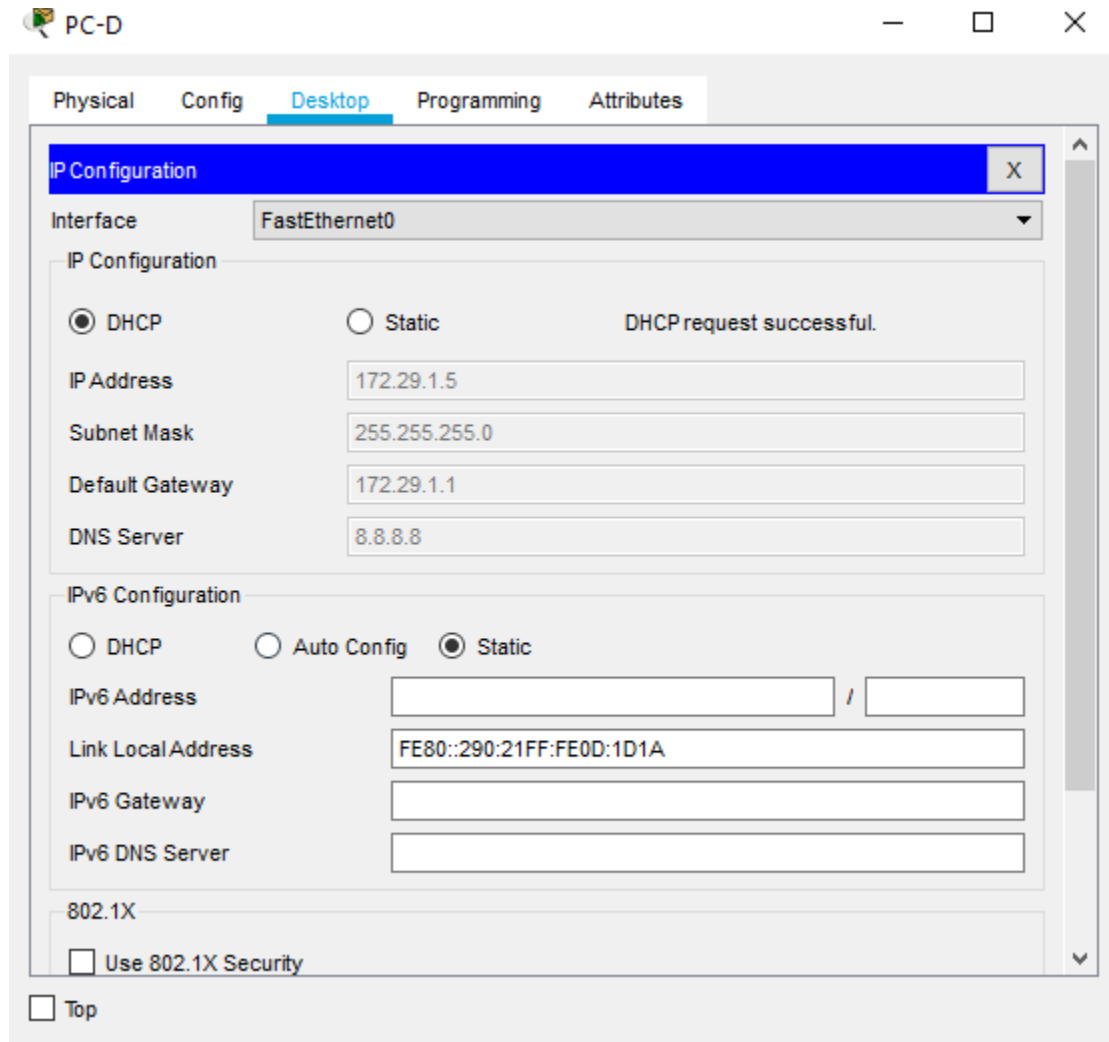 PC-D
Physical Config Desktop Programming Attributes
IP Configuration X
Interface FastEthernet0
IP Configuration
DHCP Static DHCP request successful.
IP Address 172.29.1.5
Subnet Mask 255.255.255.0
Default Gateway 172.29.1.1
DNS Server 8.8.8.8
IPv6 Configuration
DHCP Auto Config Static
IPv6 Address /
Link Local Address FE80::290:21FF:FE0D:1D1A
IPv6 Gateway
IPv6 DNS Server
802.1X
Use 802.1X Security
Top